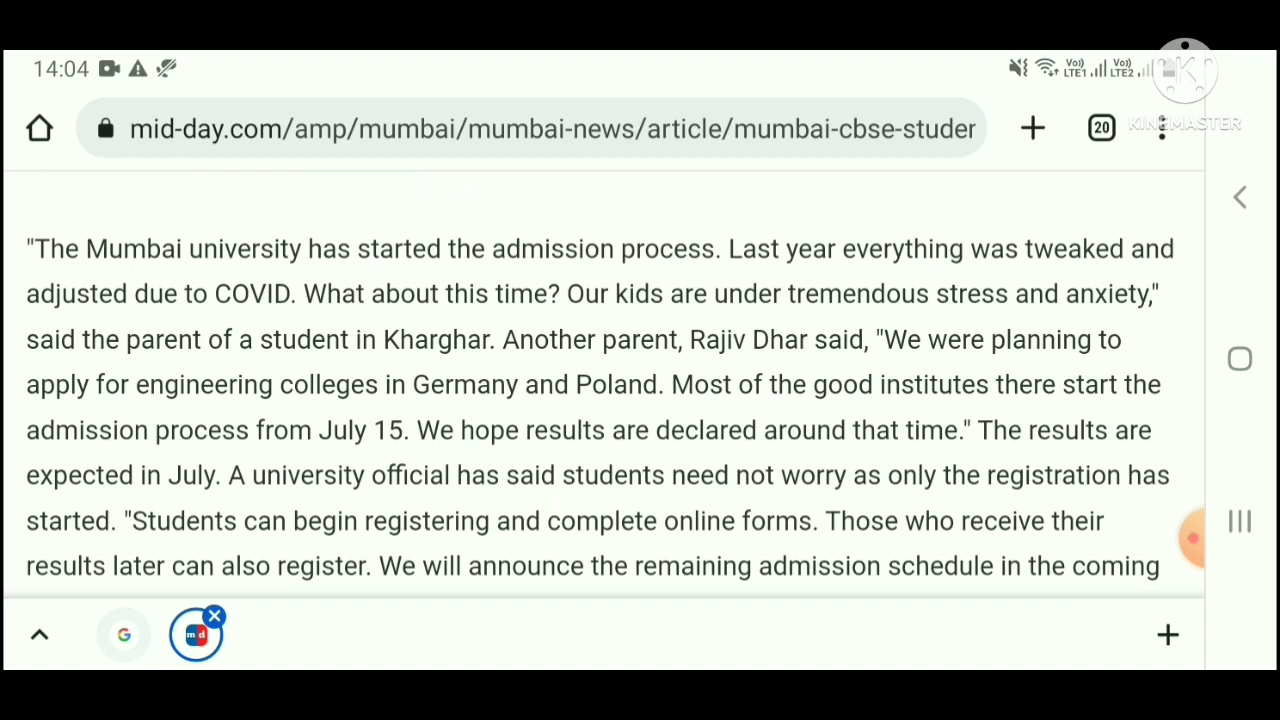 14:04
Vo)
LTE1
Vo)
LTE2
K
KINEMASTER
mid-day.com/amp/mumbai/mumbai-news/article/mumbai-cbse-studer
20
"The Mumbai university has started the admission process. Last year everything was tweaked and
adjusted due to COVID. What about this time? Our kids are under tremendous stress and anxiety,"
said the parent of a student in Kharghar. Another parent, Rajiv Dhar said, "We were planning to
apply for engineering colleges in Germany and Poland. Most of the good institutes there start the
admission process from July 15. We hope results are declared around that time." The results are
expected in July. A university official has said students need not worry as only the registration has
started. "Students can begin registering and complete online forms. Those who receive their
results later can also register. We will announce the remaining admission schedule in the coming
G
md